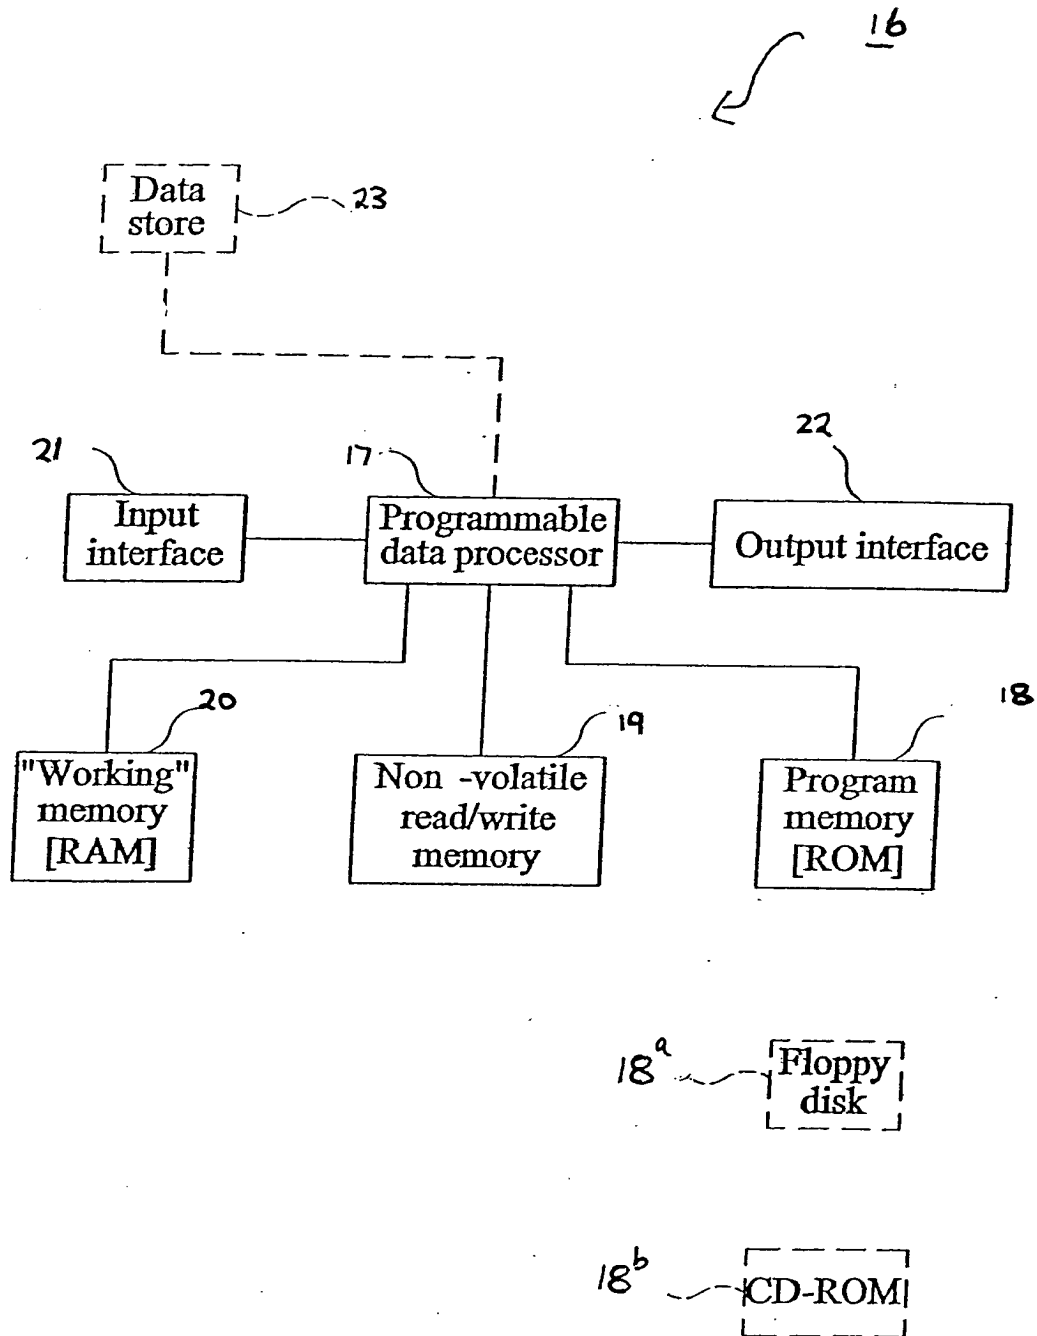 16
Data
store
23
21
17
22
Input
interface
Programmable
data processor
Output interface
20
19
18
"Working"
memory
[RAM]
Non -volatile
read/write
memory
Program
memory
[ROM]
18a
Floppy
disk
18b
CD-ROM